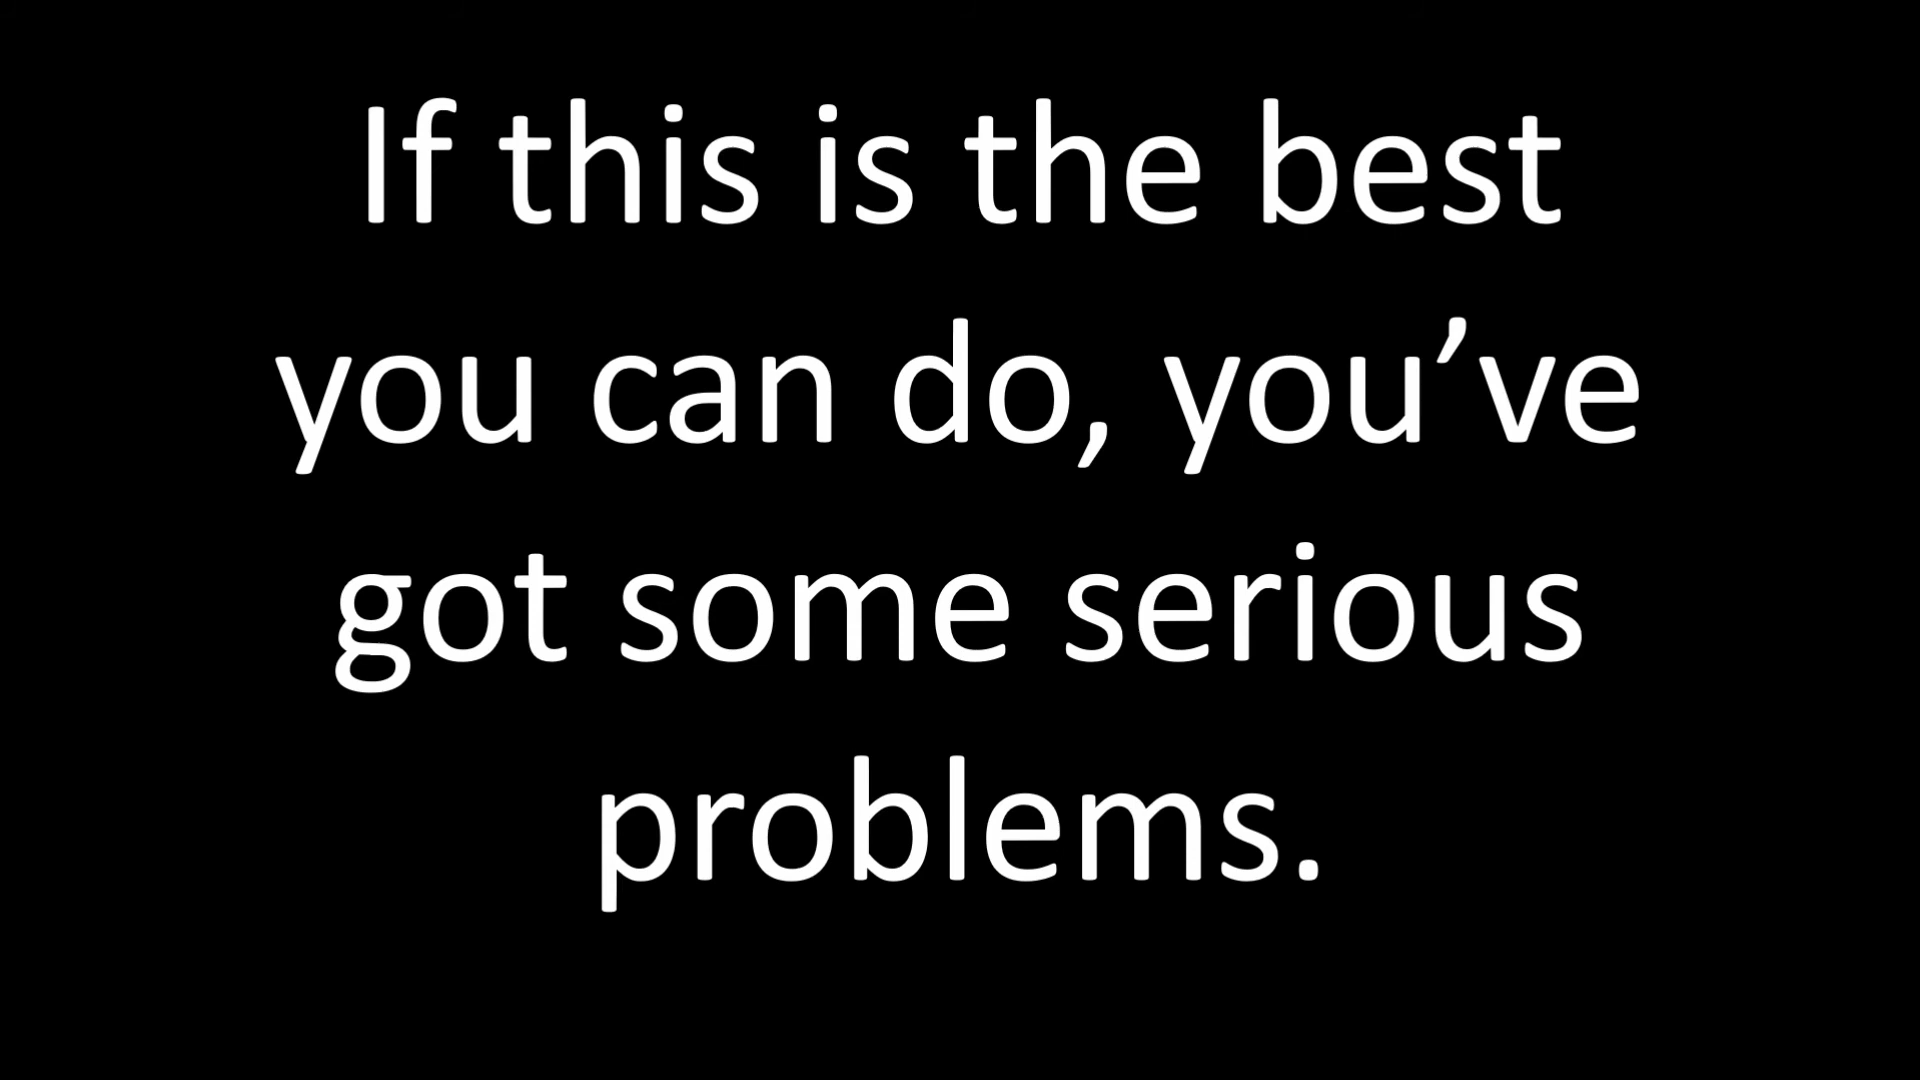 If this is the best
you can do, you’ve
got some serious
problems.